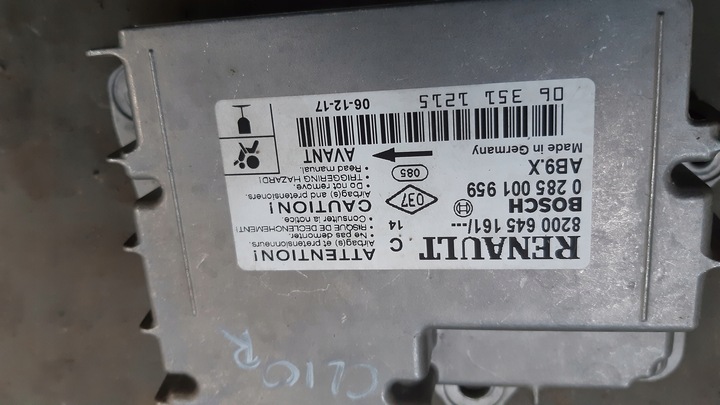 RENAULT
8200 645 161/--- C
14
BOSCH
0 285 001 959
AB9.X
Made in Germany
037
085
AVANT
06 351 1215
06-12-17
ATTENTION!
Airbag(s) et pretensionneurs.
• Ne pas demonter.
• RISQUE DE DECLENCHEMENT!
• Consulter la notice.
CAUTION!
Airbag(s) and pretensioners.
• Do not remove.
• TRIGGERING HAZARD!
• Read manual.
CLIO
R